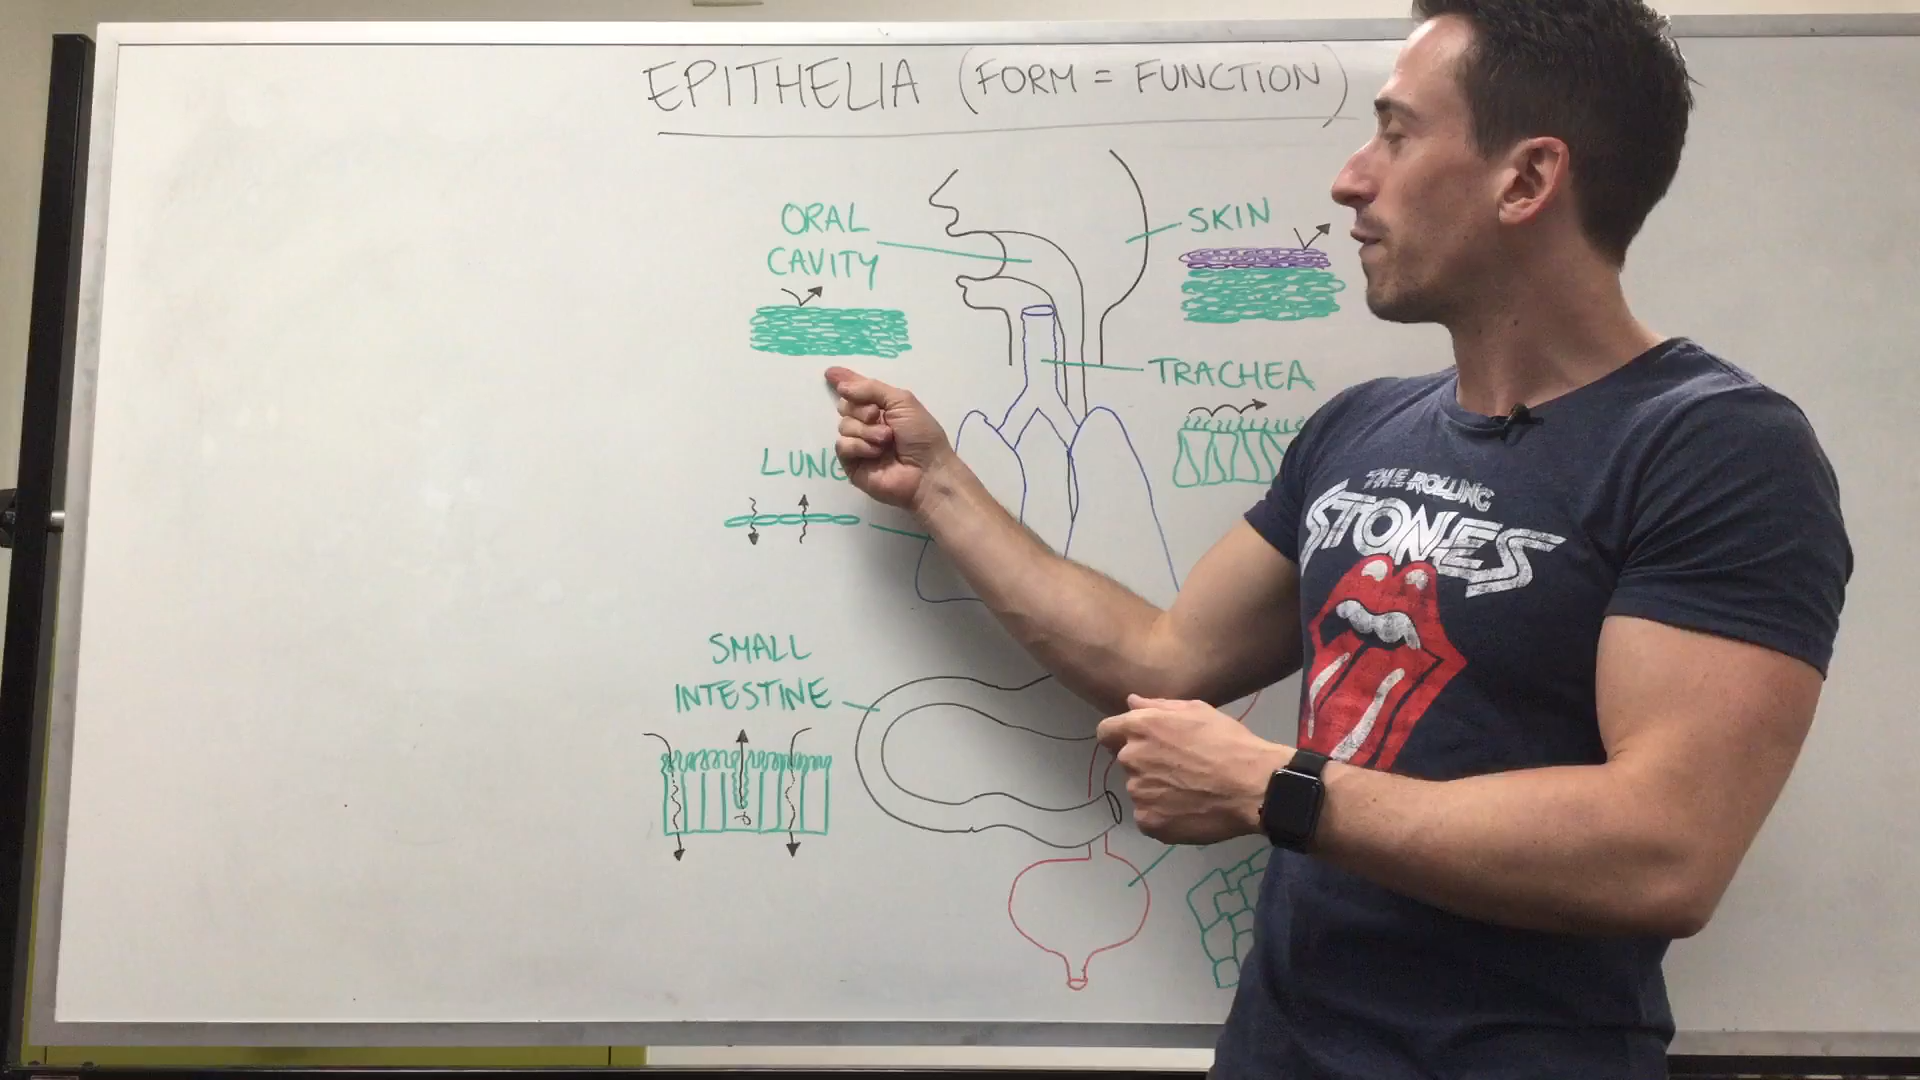 EPITHELIA (FORM = FUNCTION)
ORAL
CAVITY
SKIN
TRACHEA
LUNG
SMALL
INTESTINE
THE ROLLING
STONES